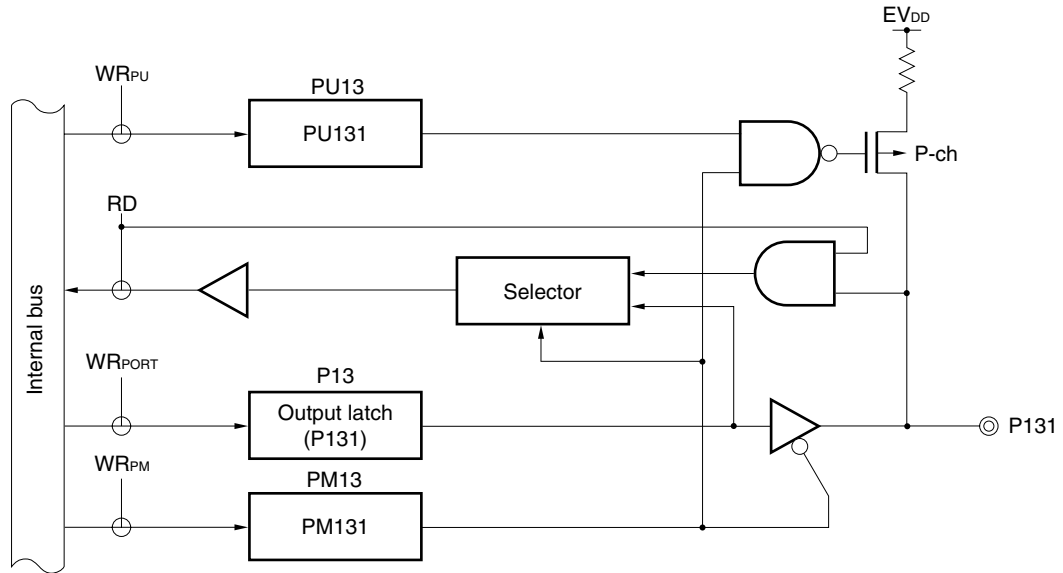 EVDD
WRPU
PU13
PU131
P-ch
RD
Selector
Internal bus
WRPORT
P13
Output latch
(P131)
P131
WRPM
PM13
PM131